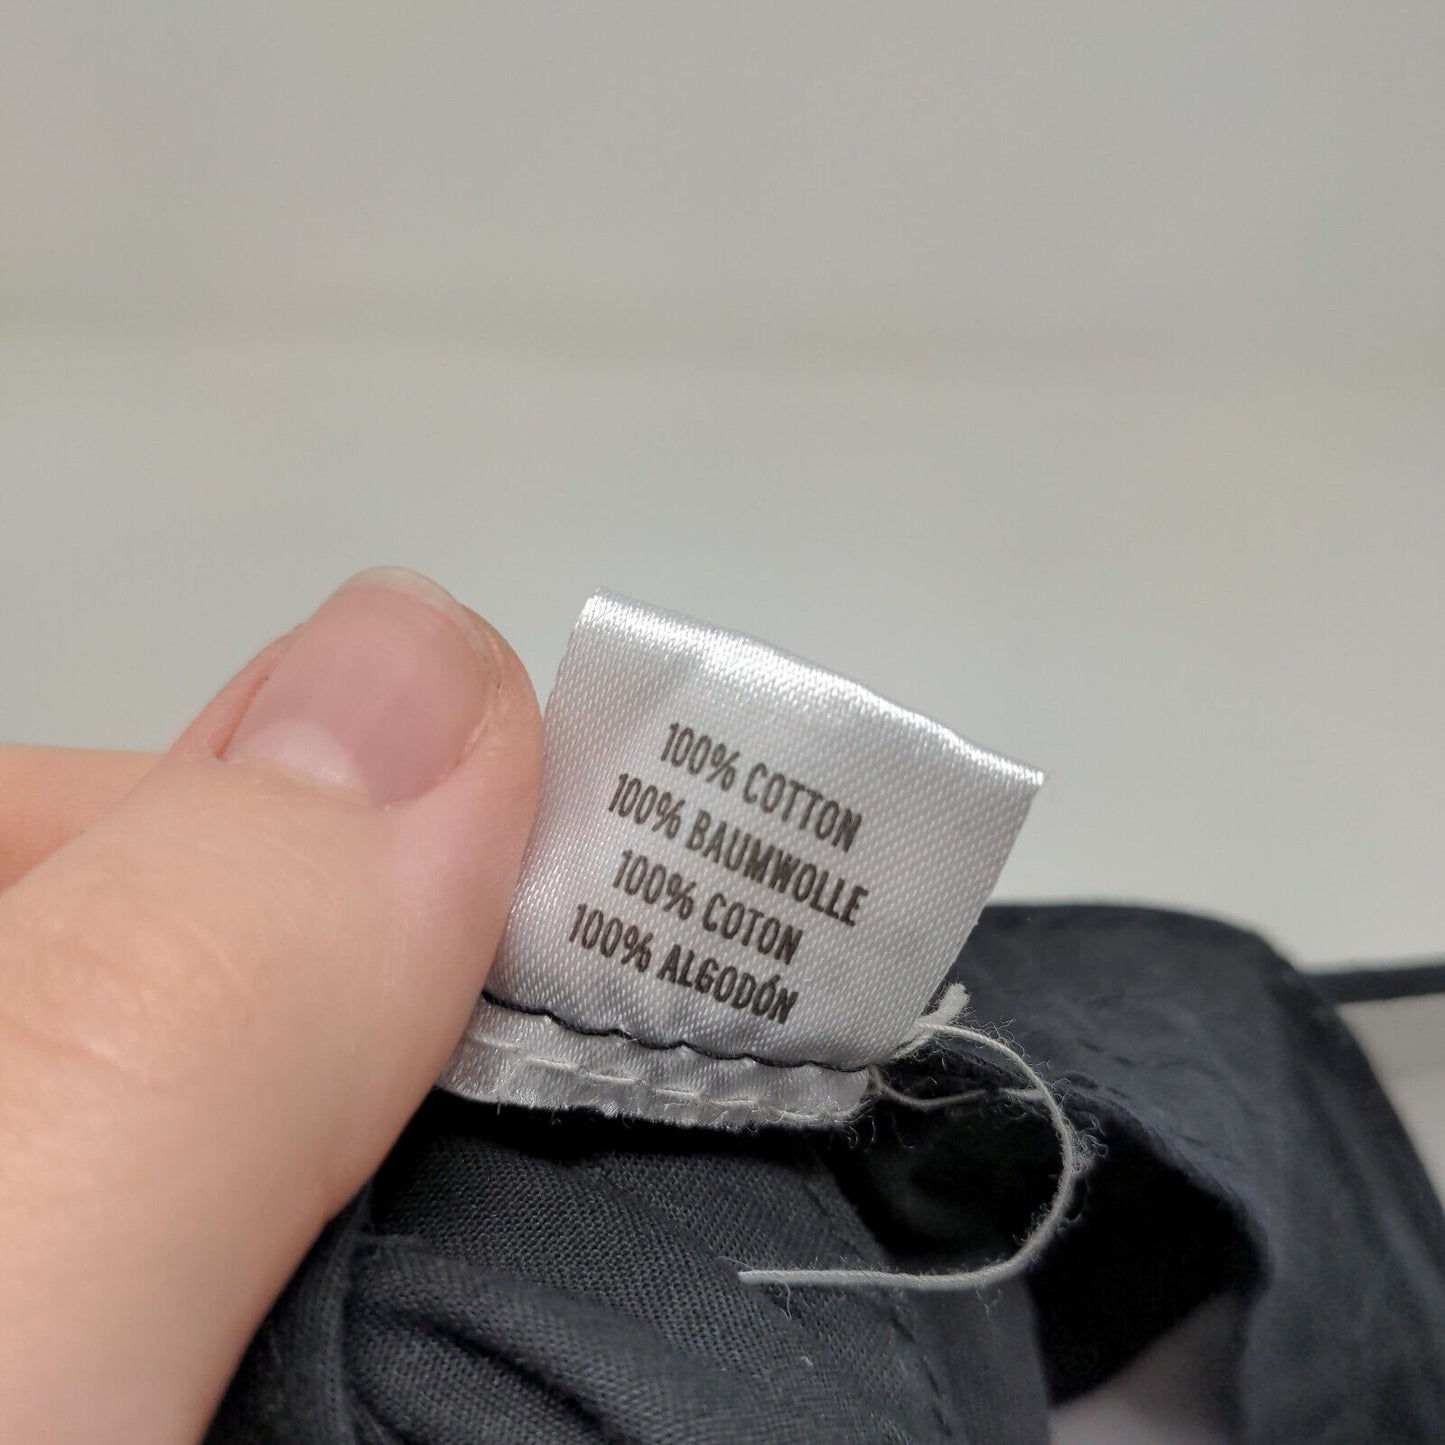 100% COTTON
100% BAUMWOLLE
100% COTON
100% ALGODÓN